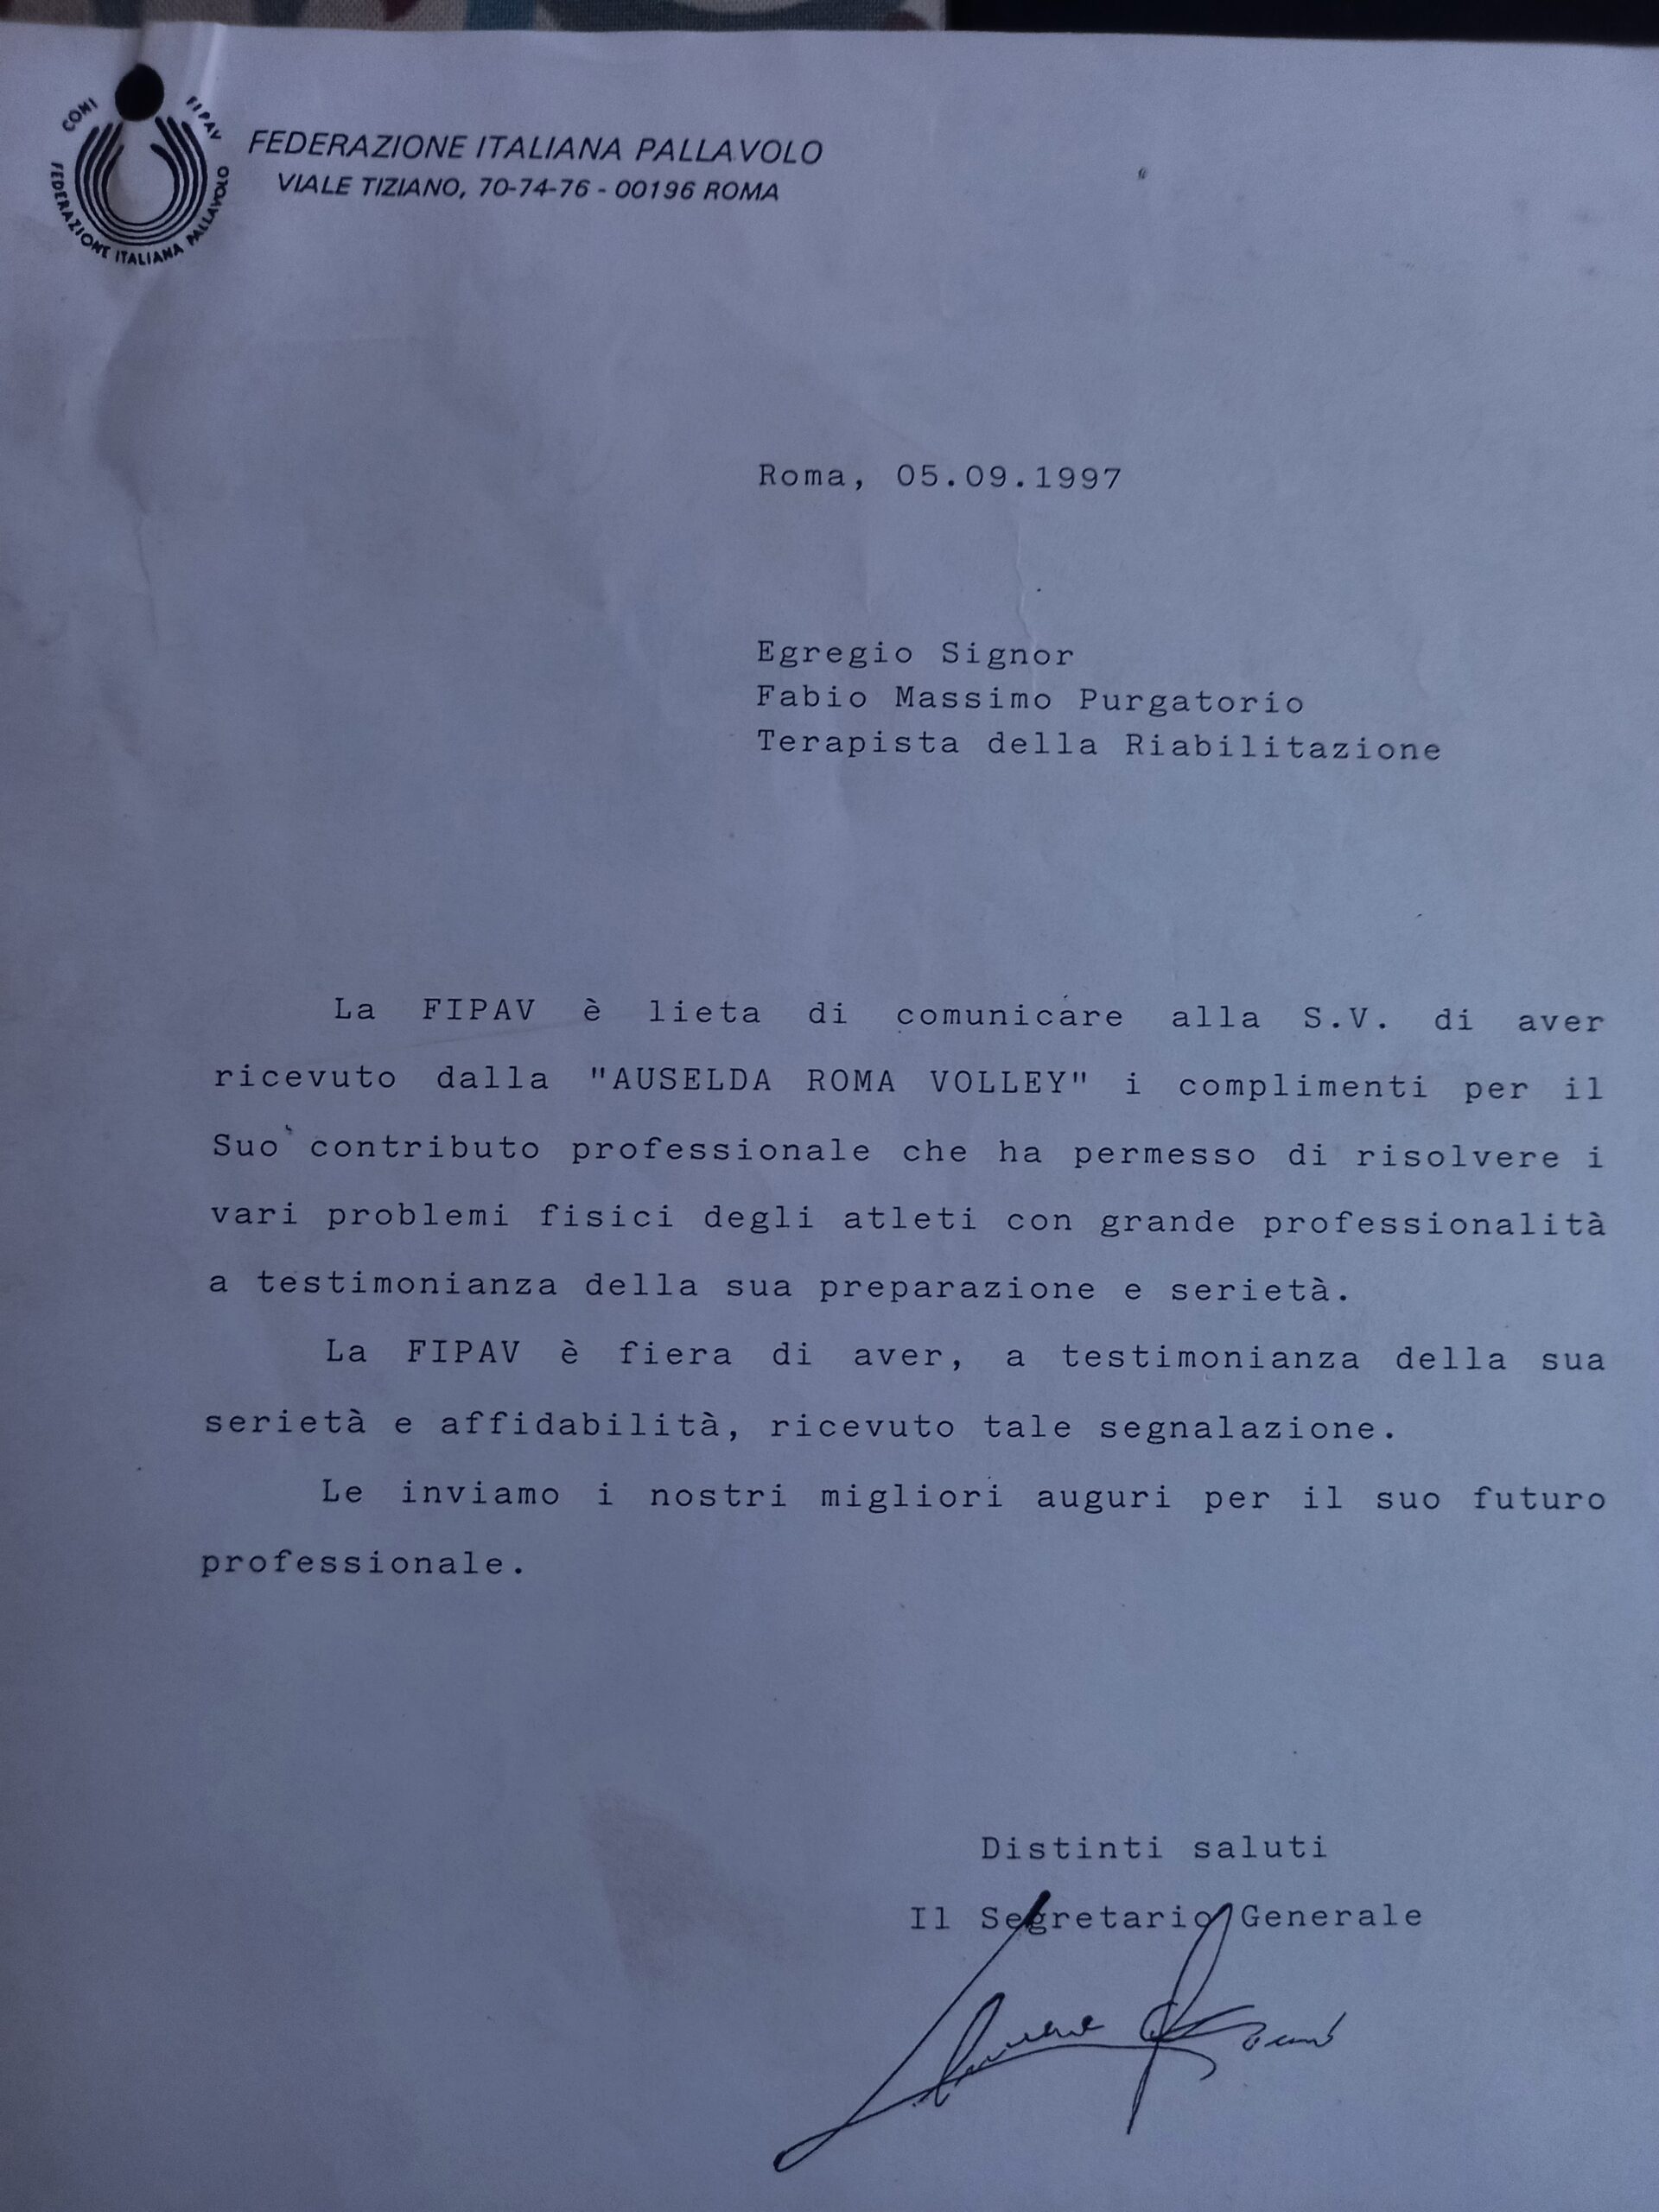 CONI FIPAV
FEDERAZIONE ITALIANA PALLAVOLO
FEDERAZIONE ITALIANA PALLAVOLO
VIALE TIZIANO, 70-74-76 - 00196 ROMA
Roma, 05.09.1997
Egregio Signor
Fabio Massimo Purgatorio
Terapista della Riabilitazione
La FIPAV è lieta di comunicare alla S.V. di aver
ricevuto dalla "AUSELDA ROMA VOLLEY" i complimenti per il
Suo contributo professionale che ha permesso di risolvere i
vari problemi fisici degli atleti con grande professionalità
a testimonianza della sua preparazione e serietà.
La FIPAV è fiera di aver, a testimonianza della sua
serietà e affidabilità, ricevuto tale segnalazione.
Le inviamo i nostri migliori auguri per il suo futuro
professionale.
Distinti saluti
Il Segretario Generale